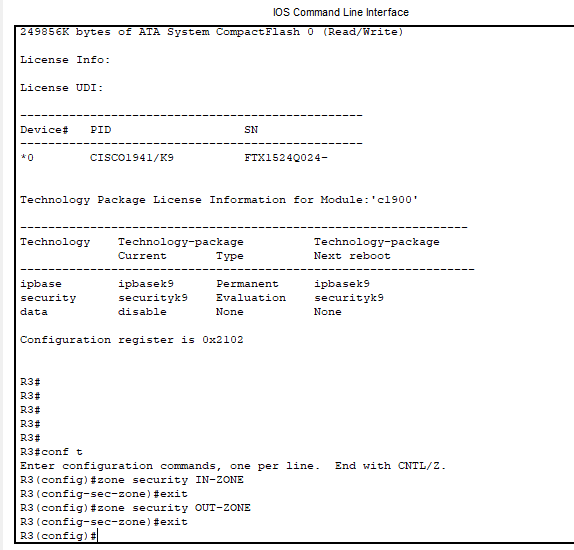 IOS Command Line Interface
249856K bytes of ATA System CompactFlash 0 (Read/Write)
License Info:
License UDI:
-------------------------------------------------
Device#   PID                   SN
-------------------------------------------------
*0        CISCO1941/K9          FTX1524Q024-
Technology Package License Information for Module:'c1900'
----------------------------------------------------------------
Technology    Technology-package          Technology-package
              Current       Type          Next reboot
-----------------------------------------------------------------
ipbase        ipbasek9      Permanent     ipbasek9
security      securityk9    Evaluation    securityk9
data          disable       None          None
Configuration register is 0x2102
R3#
R3#
R3#
R3#
R3#
R3#conf t
Enter configuration commands, one per line.  End with CNTL/Z.
R3(config)#zone security IN-ZONE
R3(config-sec-zone)#exit
R3(config)#zone security OUT-ZONE
R3(config-sec-zone)#exit
R3(config)#